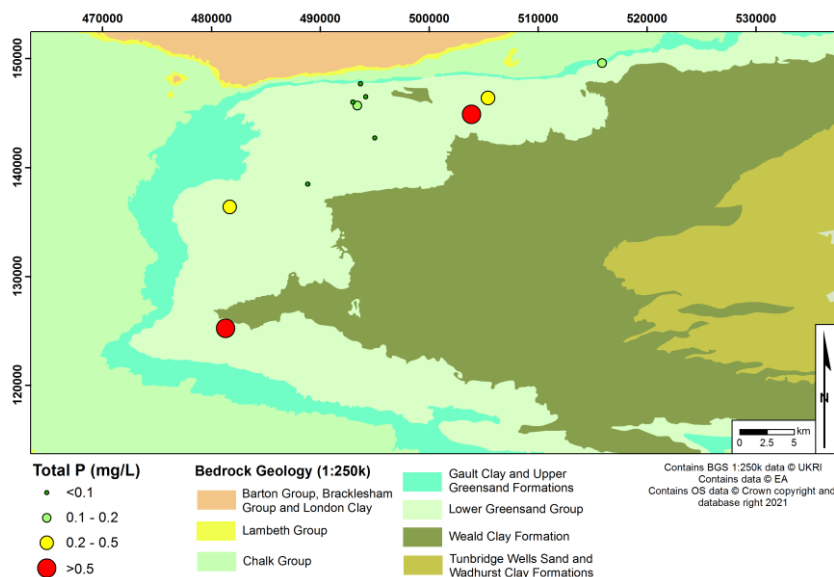 470000
480000
490000
500000
510000
520000
530000
150000
140000
130000
120000
N
km
0 2.5 5
Total P (mg/L)
<0.1
0.1 - 0.2
0.2 - 0.5
>0.5
Bedrock Geology (1:250k)
Barton Group, Bracklesham
Group and London Clay
Lambeth Group
Chalk Group
Gault Clay and Upper
Greensand Formations
Lower Greensand Group
Weald Clay Formation
Tunbridge Wells Sand and
Wadhurst Clay Formations
Contains BGS 1:250k data © UKRI
Contains data © EA
Contains OS data © Crown copyright and
database right 2021